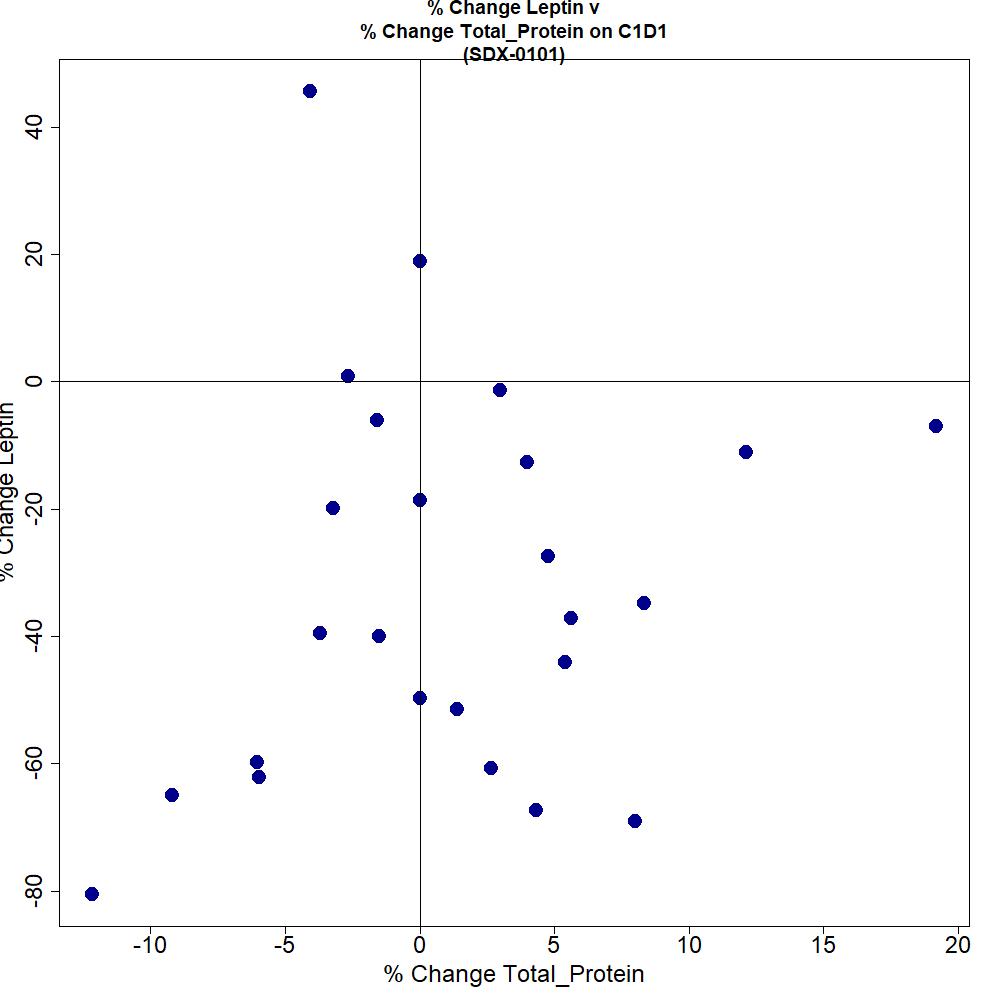 % Change Leptin v
% Change Total_Protein on C1D1
(SDX-0101)
% Change Leptin
40
20
0
-20
-40
-60
-80
-10
-5
0
5
10
15
20
% Change Total_Protein